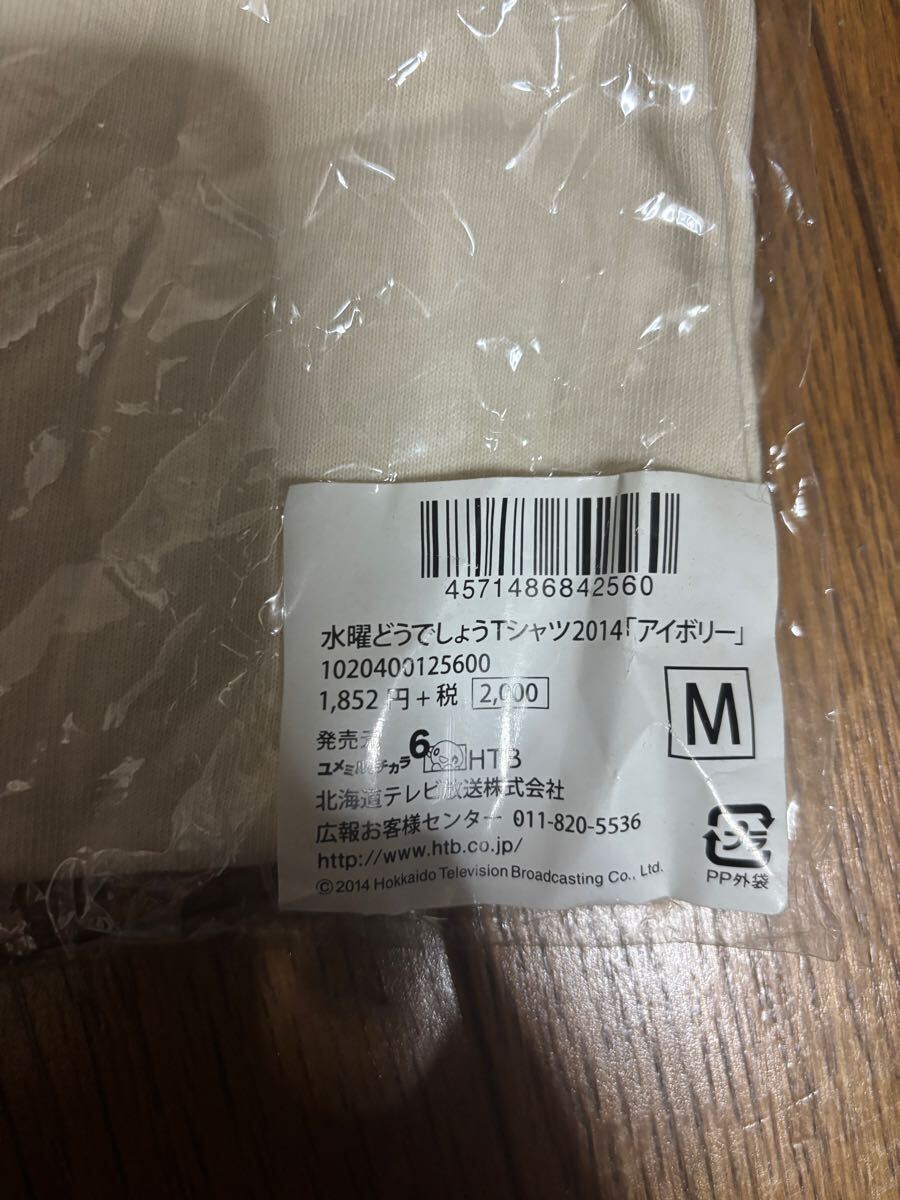 4571486842560
水曜どうでしょうTシャツ2014「アイボリー」
1020400125600
1,852 円+税 2,000
M
発売元
ユメミルチカラ 6 HTB
北海道テレビ放送株式会社
広報お客様センター 011-820-5536
http://www.htb.co.jp/
©2014 Hokkaido Television Broadcasting Co., Ltd.
プラ
PP外袋